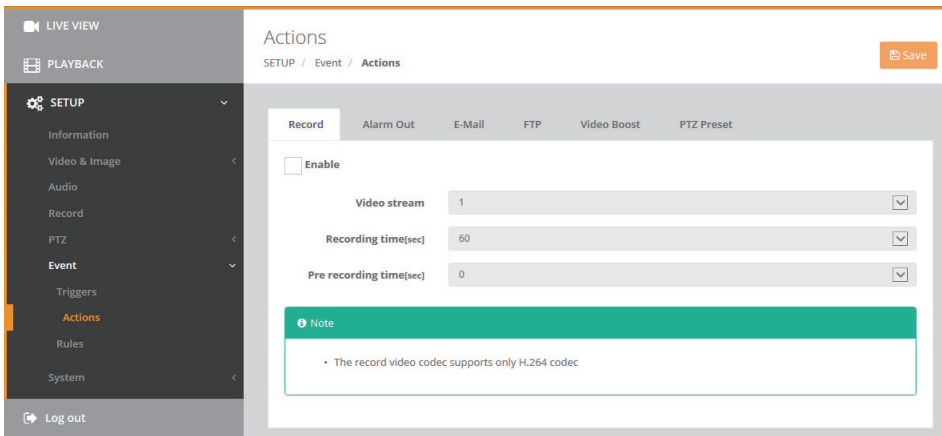 LIVE VIEW
PLAYBACK
SETUP
Information
Video & Image
Audio
Record
PTZ
Event
Triggers
Actions
Rules
System
Log out
Actions
SETUP / Event / Actions
Save
Record Alarm Out E-Mail FTP Video Boost PTZ Preset
Enable
Video stream 1
Recording time[sec] 60
Pre recording time[sec] 0
Note
• The record video codec supports only H.264 codec